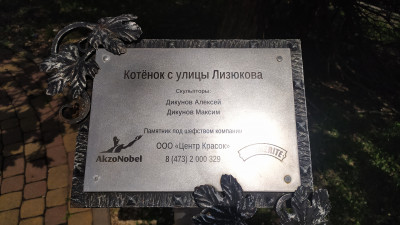 Котёнок с улицы Лизюкова
Скульпторы
Дикунов Алексей
Дикунов Максим
Памятник под шефством компании
ООО «Центр Красок»
8 (473) 2 000 329
AkzoNobel